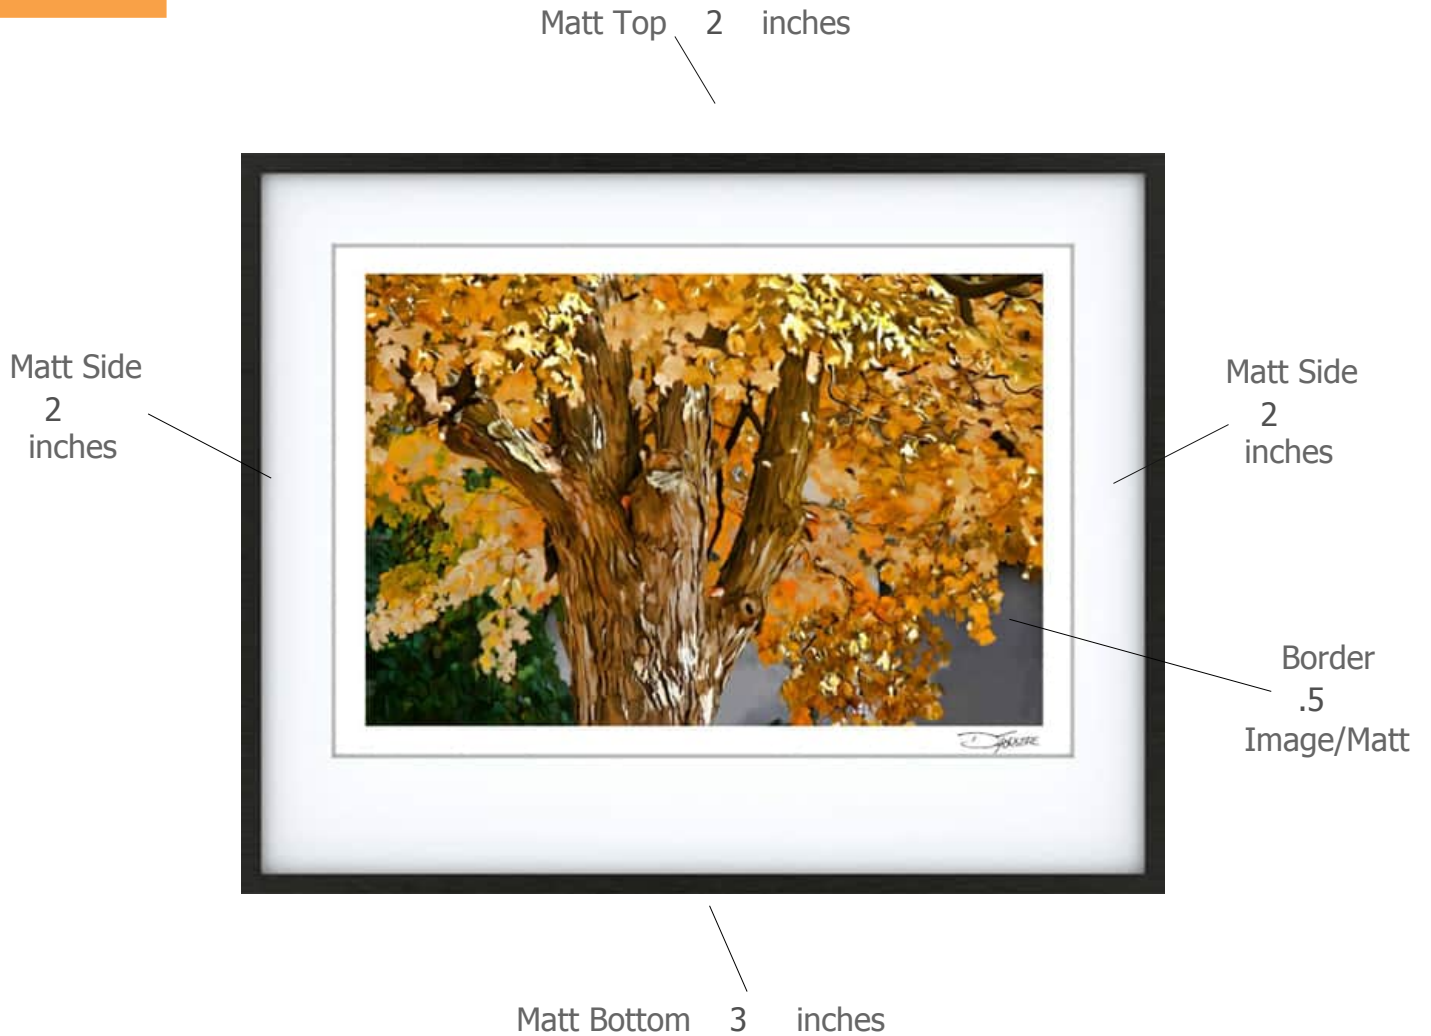 Matt Top 2 inches
Matt Side
2
inches
Matt Side
2
inches
Border
.5
Image/Matt
Matt Bottom 3 inches